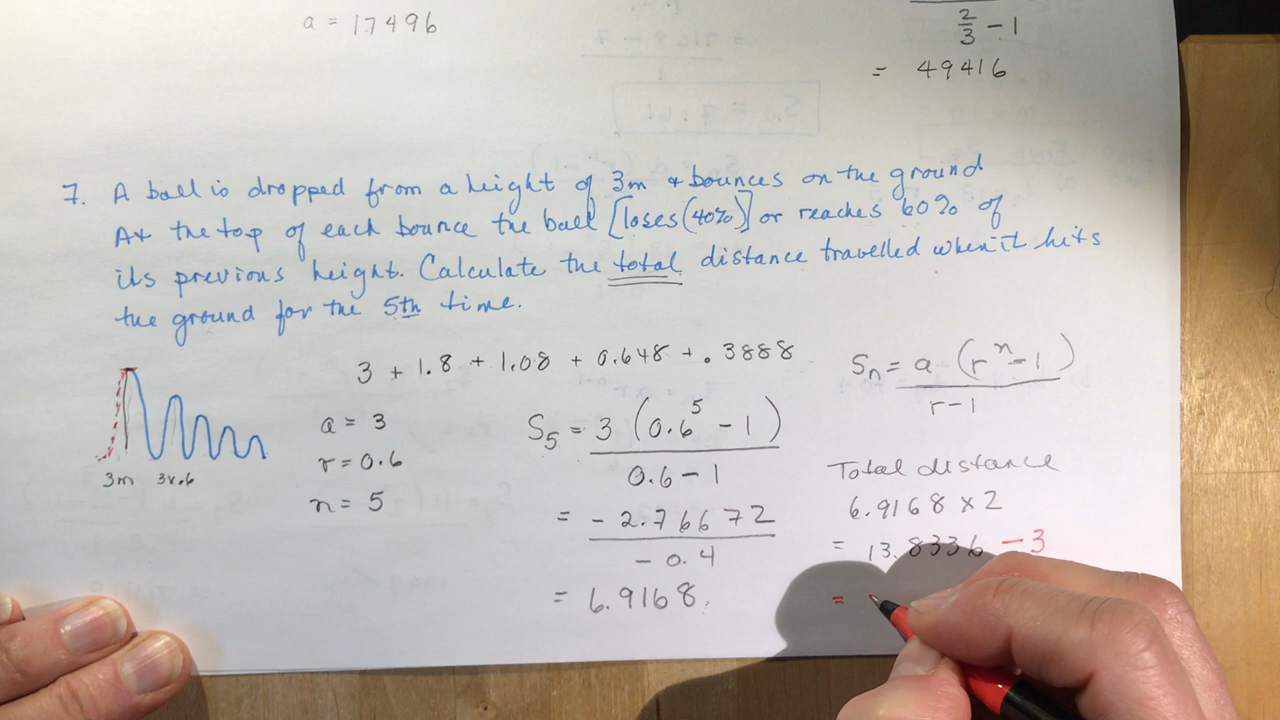 a = 17496
2/3 - 1
= 49416
7. A ball is dropped from a height of 3m & bounces on the ground
At the top of each bounce the ball [loses (40%)] or reaches 60% of
its previous height. Calculate the total distance travelled when it hits
the ground for the 5th time.
3 + 1.8 + 1.08 + 0.648 + .3888
Sn = a (r^n - 1)
r - 1
3m 3x.6
a = 3
r = 0.6
n = 5
S5 = 3 (0.6^5 - 1)
0.6 - 1
= - 2.76672
- 0.4
= 6.9168.
Total distance
6.9168 x 2
= 13.8336 - 3
=